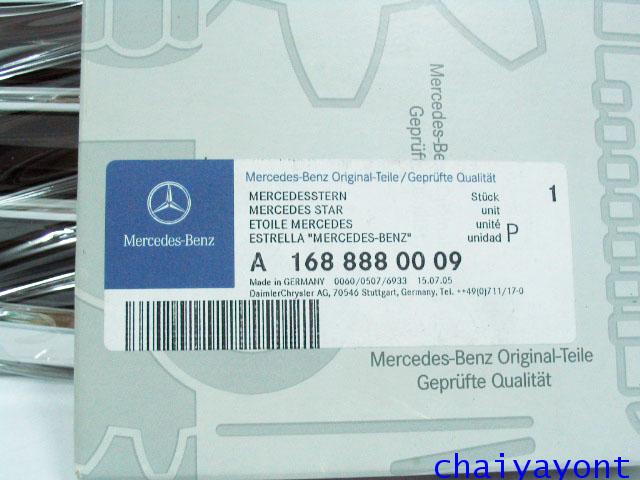 Mercedes-Be
Geprüft
Mercedes-Benz Original-Teile/Geprüfte Qualität
MERCEDESSTERN Stück 1
MERCEDES STAR unit
ETOILE MERCEDES unité
ESTRELLA "MERCEDES-BENZ" unidad P
Mercedes-Benz
A 168 888 00 09
Made in GERMANY 0060/0507/6933 15.07.05
DaimlerChrysler AG, 70546 Stuttgart, Germany, Tel. ++49(0)711/17-0
Mercedes-Benz Original-Teile
Geprüfte Qualität
chaiyayont